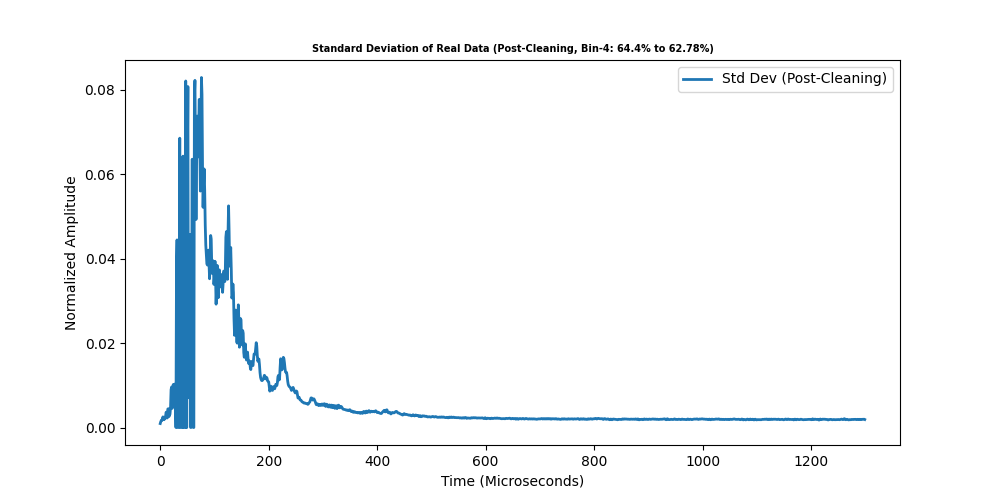 Standard Deviation of Real Data (Post-Cleaning, Bin-4: 64.4% to 62.78%)
Std Dev (Post-Cleaning)
Normalized Amplitude
0.08
0.06
0.04
0.02
0.00
0 200 400 600 800 1000 1200
Time (Microseconds)